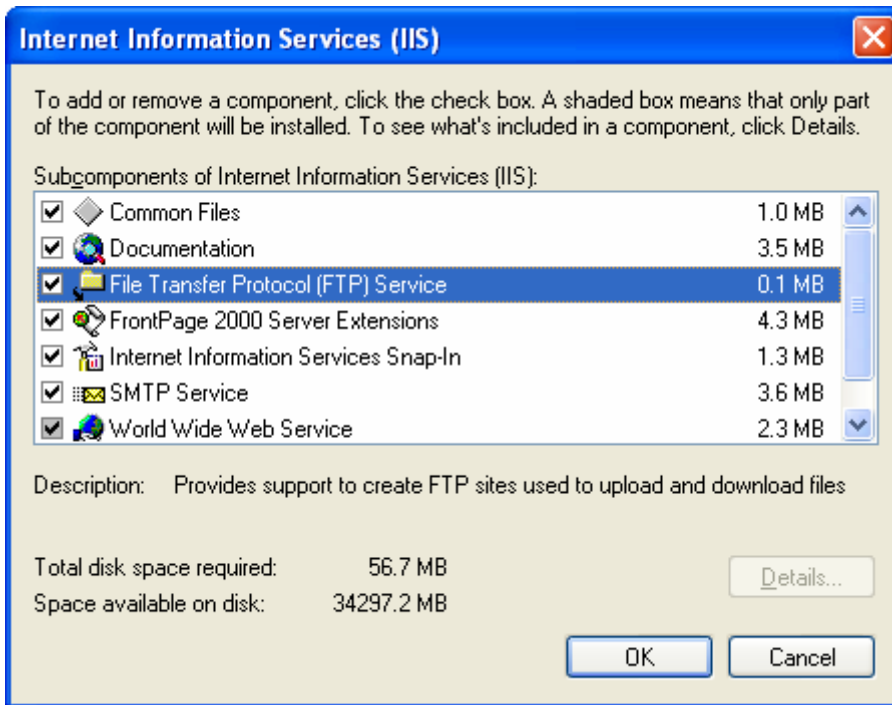 Internet Information Services (IIS)
To add or remove a component, click the check box. A shaded box means that only part
of the component will be installed. To see what's included in a component, click Details.
Subcomponents of Internet Information Services (IIS):
Common Files 1.0 MB
Documentation 3.5 MB
File Transfer Protocol (FTP) Service 0.1 MB
FrontPage 2000 Server Extensions 4.3 MB
Internet Information Services Snap-In 1.3 MB
SMTP Service 3.6 MB
World Wide Web Service 2.3 MB
Description: Provides support to create FTP sites used to upload and download files
Total disk space required: 56.7 MB
Space available on disk: 34297.2 MB
Details...
OK Cancel